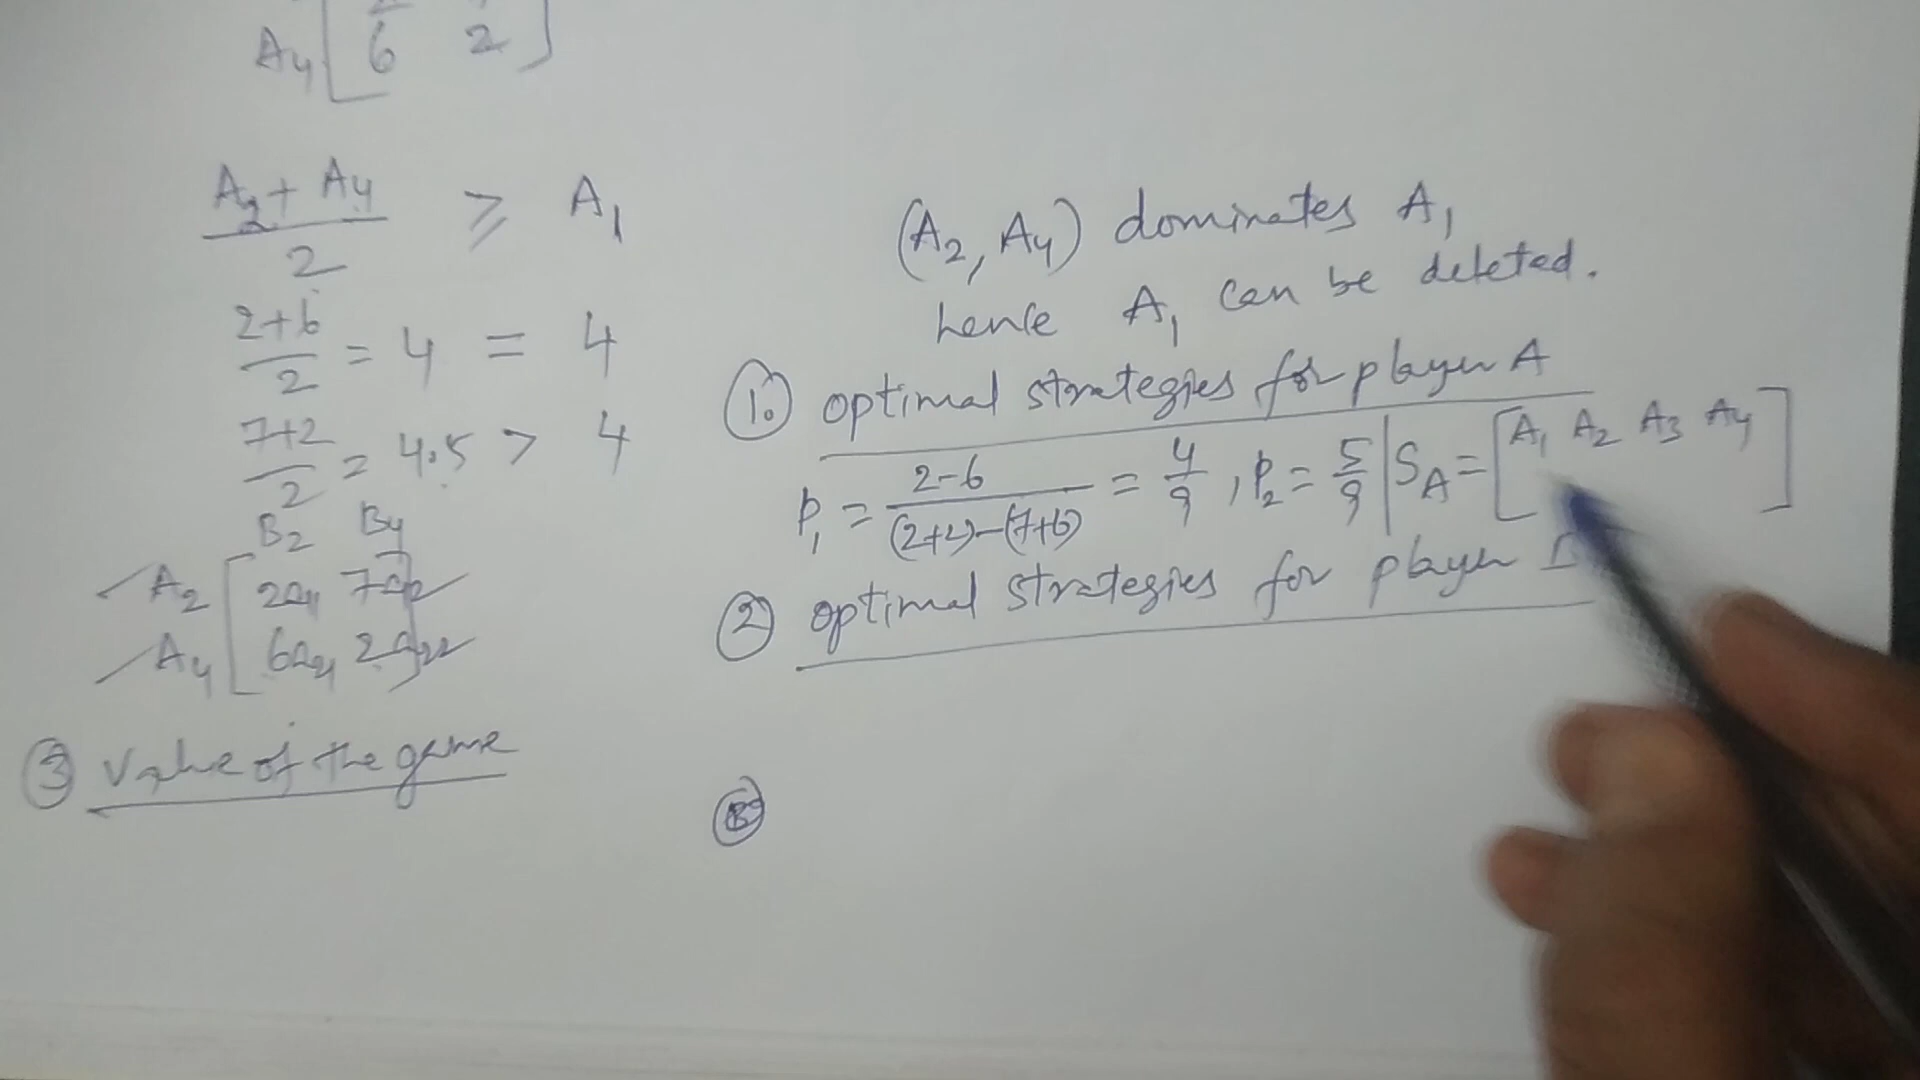 A4 [ 6 2 ]
A2 + A4 / 2 ≥ A1
2+6 / 2 = 4 = 4
7+2 / 2 = 4.5 > 4
B2 B4
A2 [ 2a11 7a12
A4 [ 6a21 2a22 ]
③ Value of the game
(A2, A4) dominates A1
hence A1 can be deleted.
①. optimal strategies for player A
P1 = 2-6 / (2+2)-(7+6) = 4/9 , P2 = 5/9 | SA = [ A1 A2 A3 A4 ]
② optimal strategies for player
Ⓑ